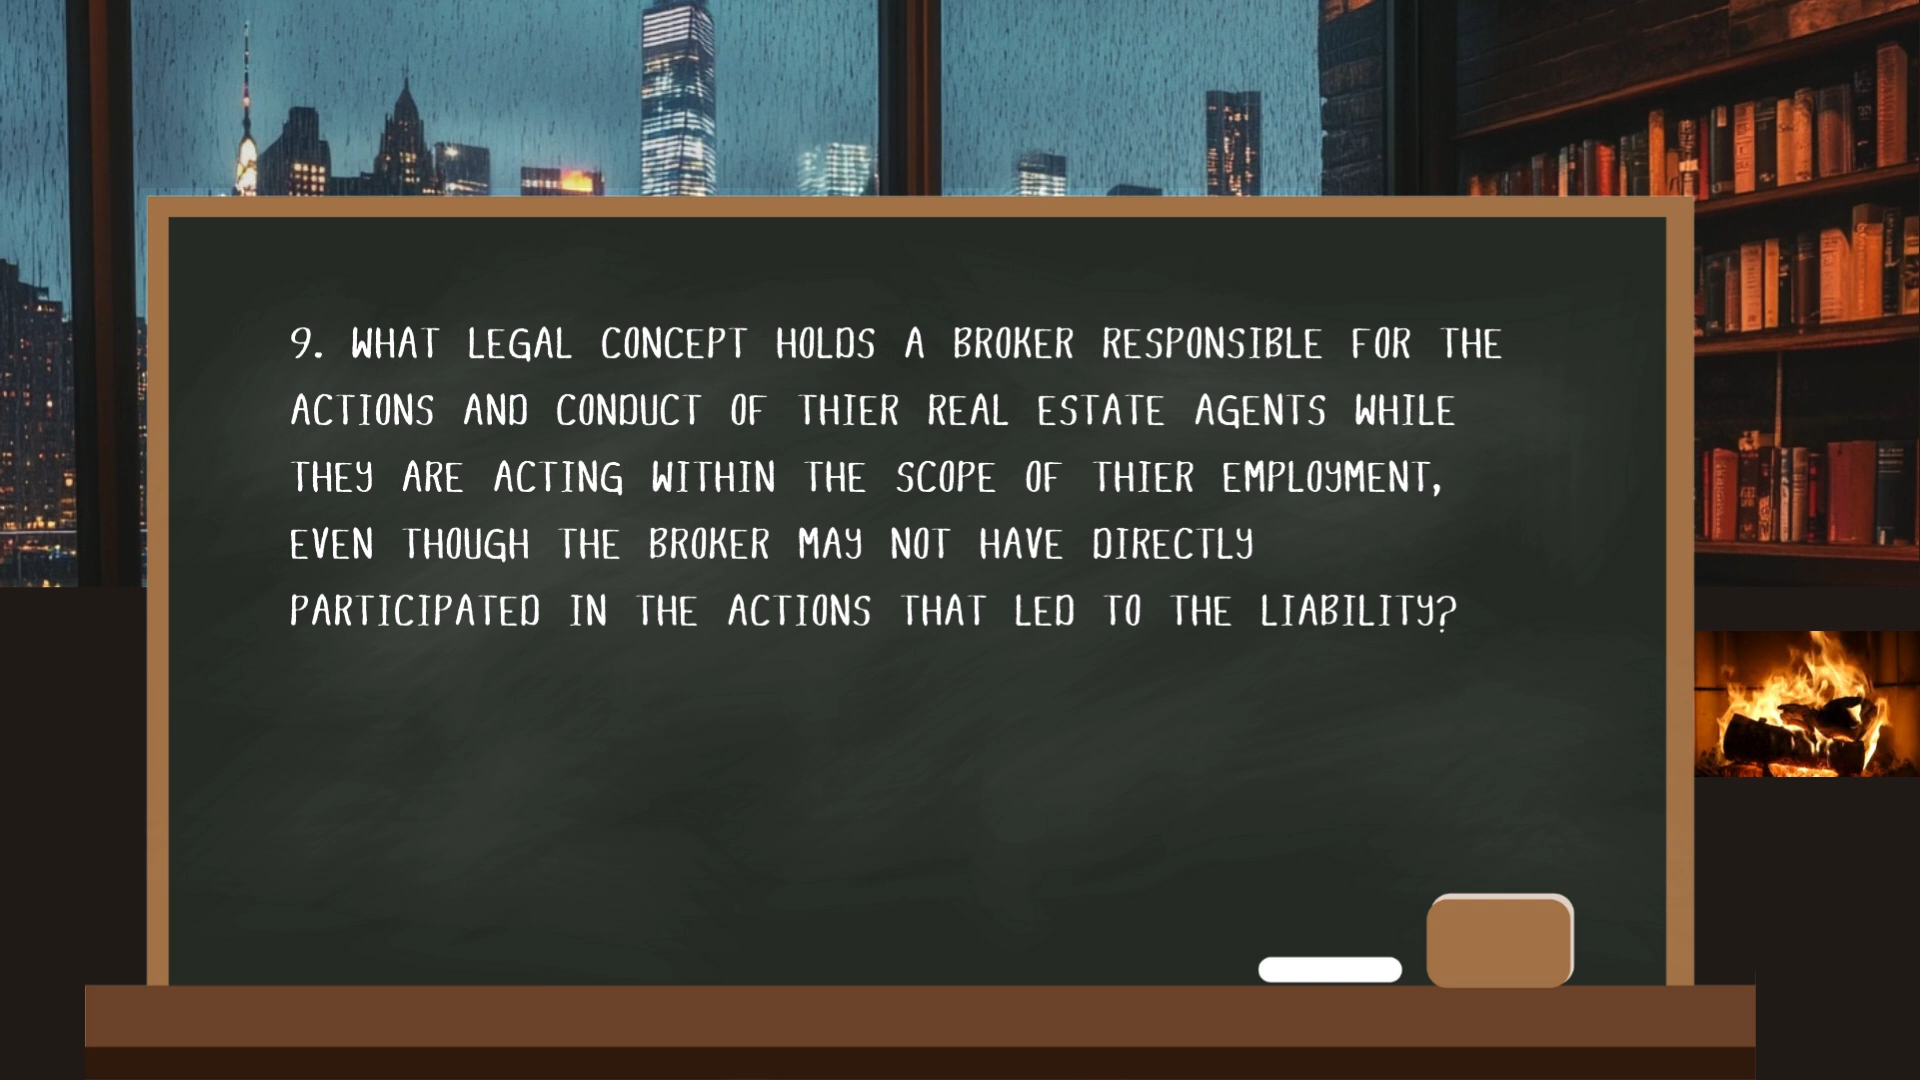 9. WHAT LEGAL CONCEPT HOLDS A BROKER RESPONSIBLE FOR THE
ACTIONS AND CONDUCT OF THIER REAL ESTATE AGENTS WHILE
THEY ARE ACTING WITHIN THE SCOPE OF THIER EMPLOYMENT,
EVEN THOUGH THE BROKER MAY NOT HAVE DIRECTLY
PARTICIPATED IN THE ACTIONS THAT LED TO THE LIABILITY?